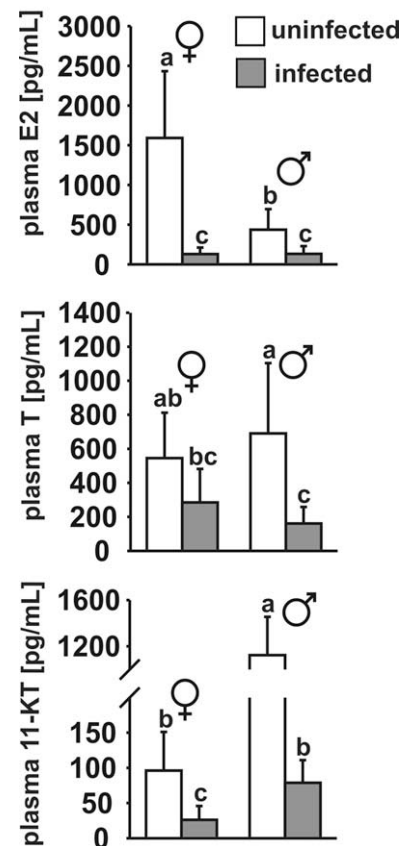 uninfected
infected
plasma E2 [pg/mL]
3000
2500
2000
1500
1000
500
0
a
c
b
c
plasma T [pg/mL]
1400
1200
1000
800
600
400
200
0
ab
bc
a
c
plasma 11-KT [pg/mL]
1600
1200
150
100
50
0
b
c
a
b